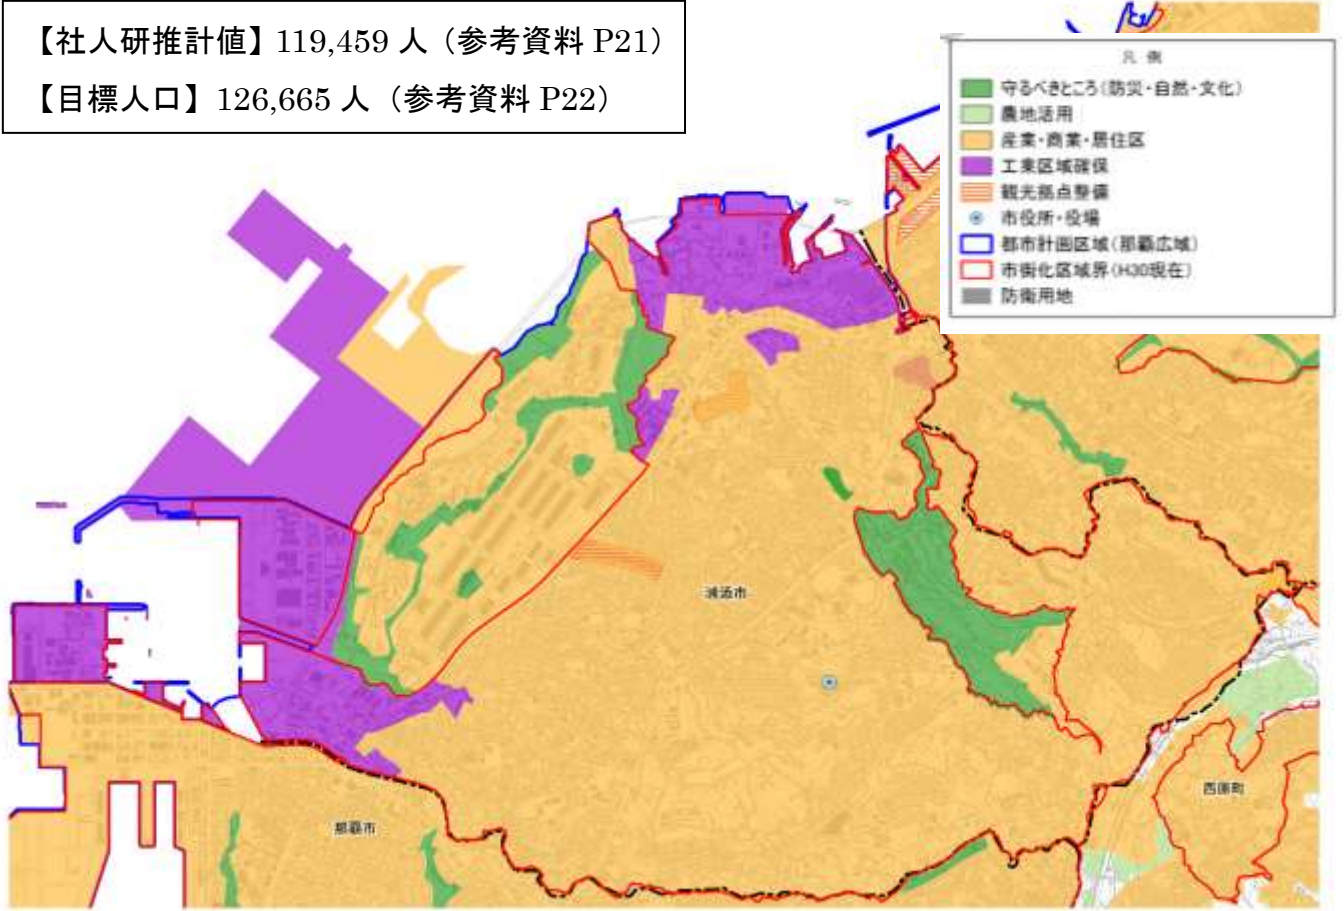 【社人研推計値】119,459 人（参考資料 P21）
【目標人口】126,665 人（参考資料 P22）
凡 例
守るべきところ(防災・自然・文化)
農地活用
産業・商業・居住区
工業区域確保
観光拠点整備
市役所・役場
都市計画区域(那覇広域)
市街化区域界(H30現在)
防衛用地
浦添市
西原町
那覇市